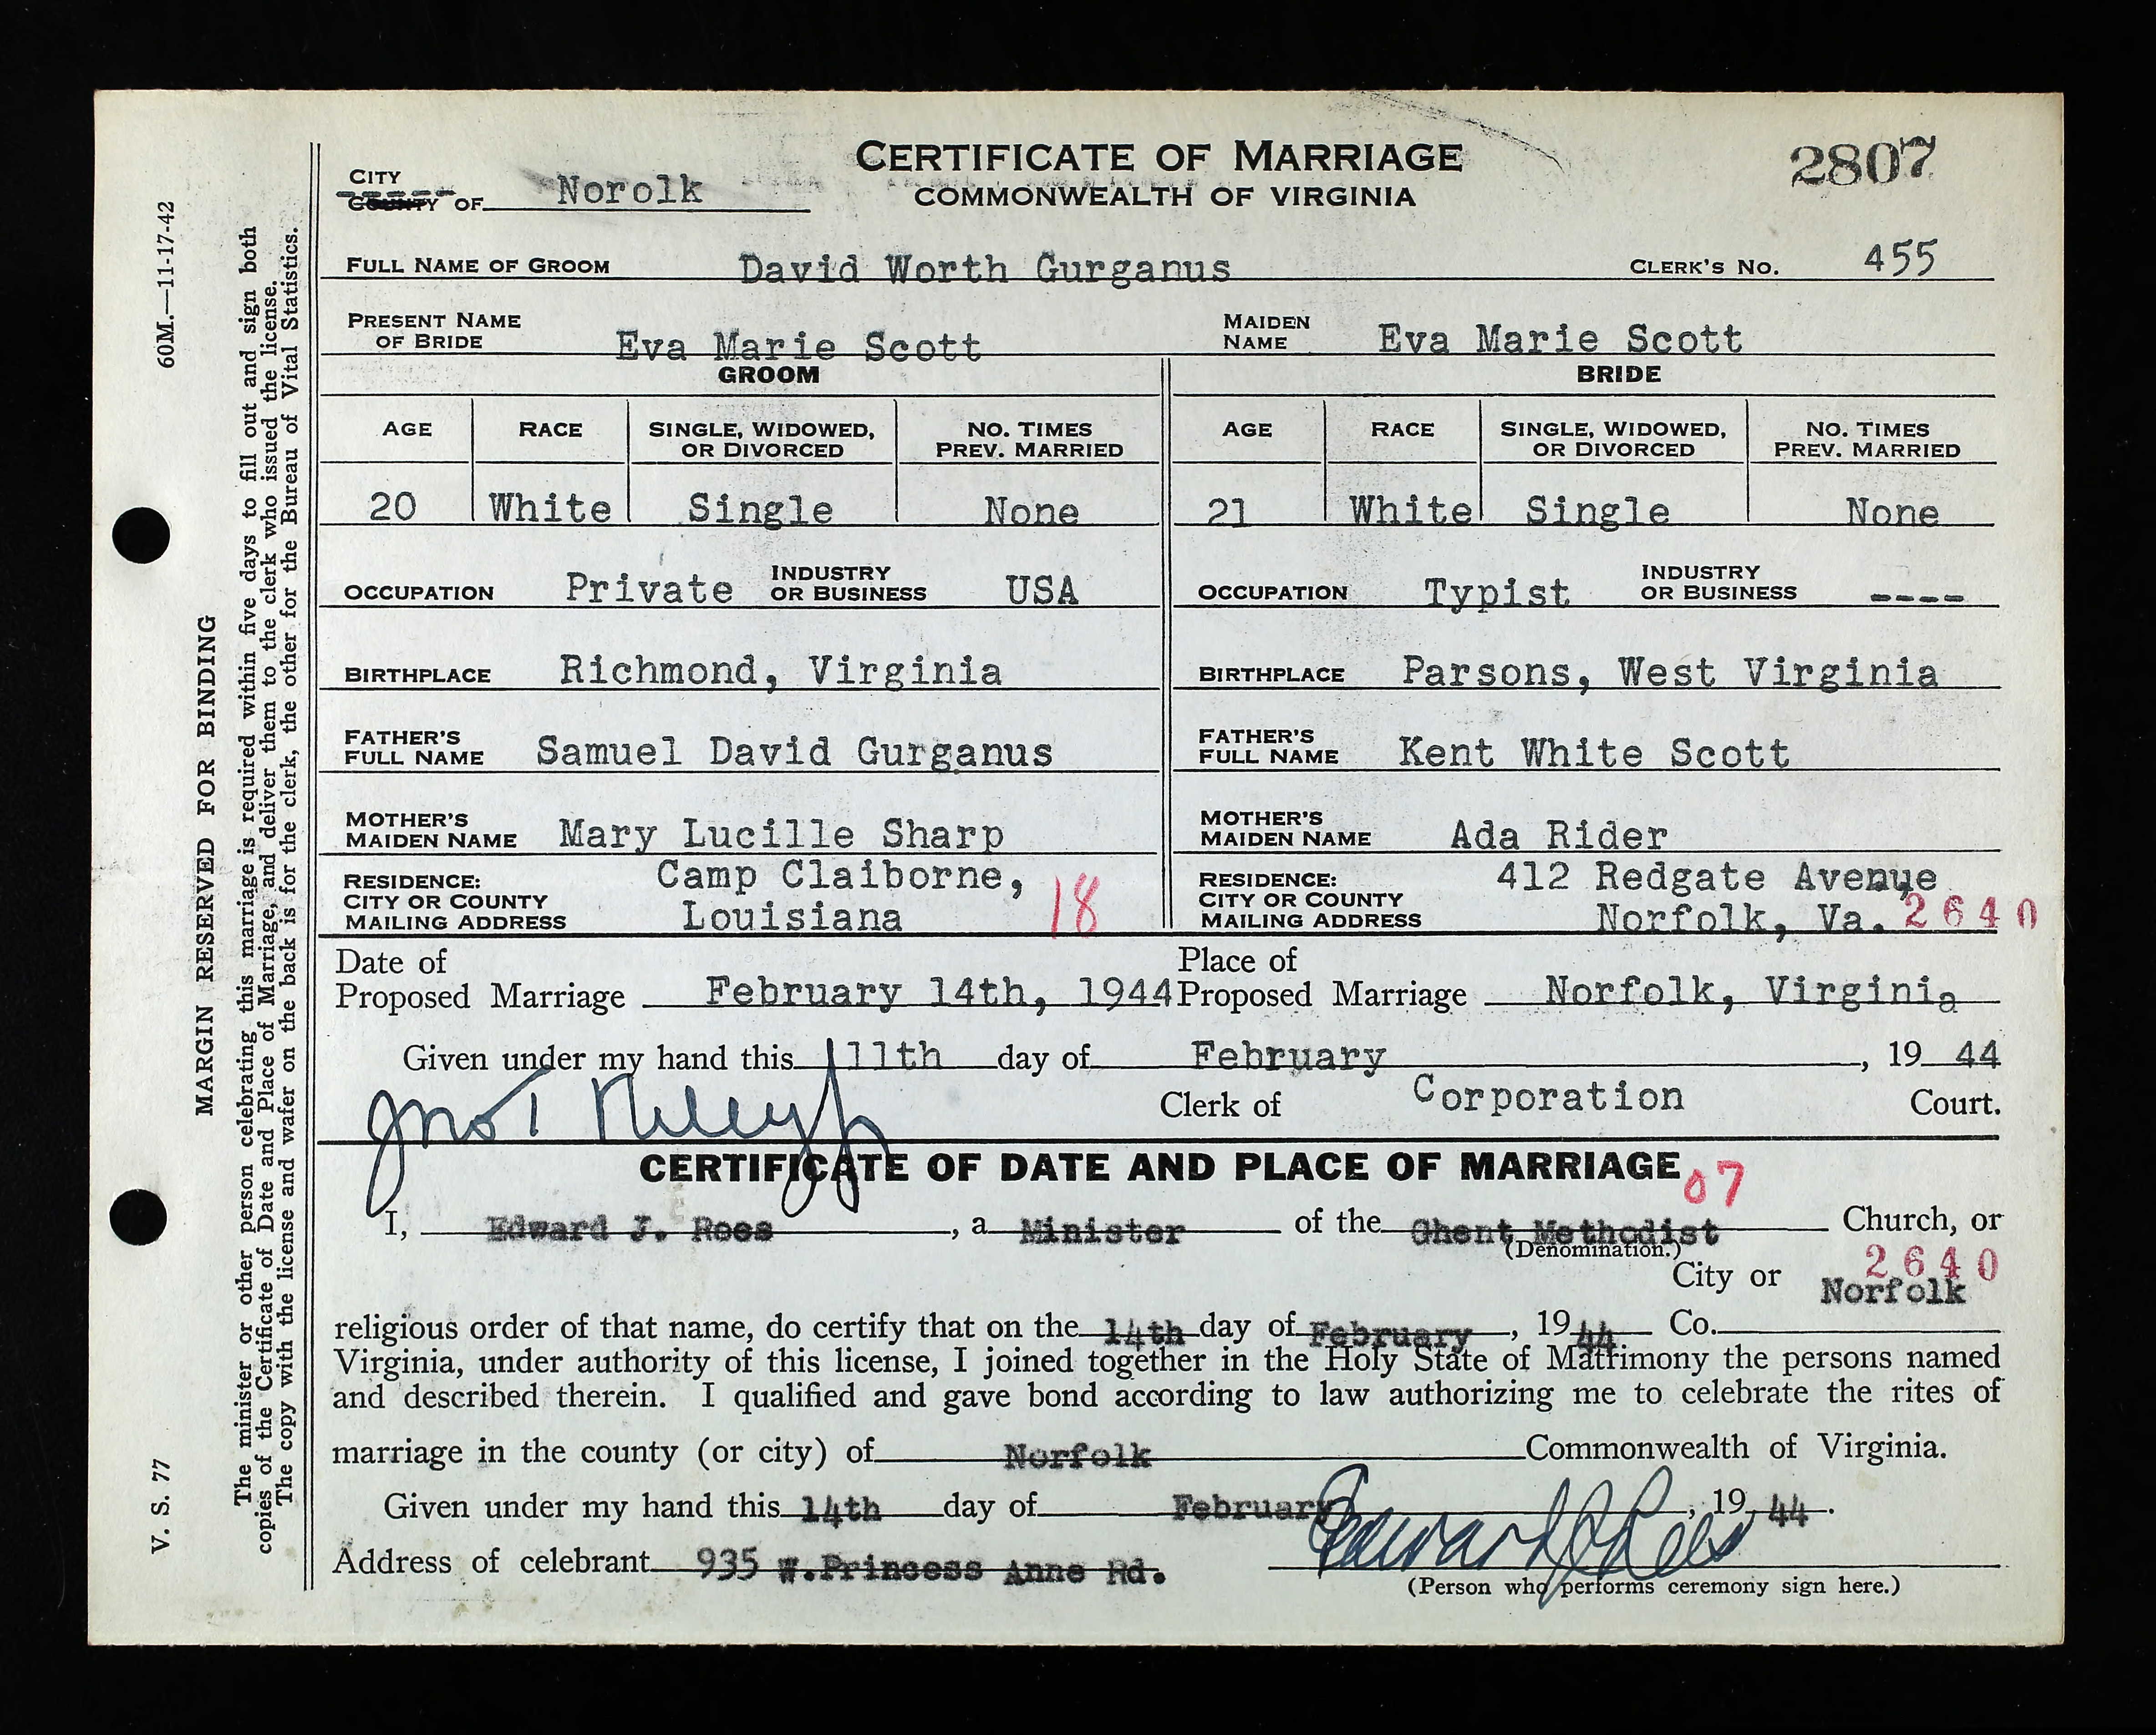 CERTIFICATE OF MARRIAGE
COMMONWEALTH OF VIRGINIA
2807
CITY
COUNTY OF Norolk
FULL NAME OF GROOM David Worth Gurganus CLERK'S NO. 455
PRESENT NAME OF BRIDE Eva Marie Scott MAIDEN NAME Eva Marie Scott
GROOM BRIDE
AGE RACE SINGLE, WIDOWED, OR DIVORCED NO. TIMES PREV. MARRIED AGE RACE SINGLE, WIDOWED, OR DIVORCED NO. TIMES PREV. MARRIED
20 White Single None 21 White Single None
OCCUPATION Private INDUSTRY OR BUSINESS USA OCCUPATION Typist INDUSTRY OR BUSINESS ----
BIRTHPLACE Richmond, Virginia BIRTHPLACE Parsons, West Virginia
FATHER'S FULL NAME Samuel David Gurganus FATHER'S FULL NAME Kent White Scott
MOTHER'S MAIDEN NAME Mary Lucille Sharp MOTHER'S MAIDEN NAME Ada Rider
RESIDENCE: CITY OR COUNTY MAILING ADDRESS Camp Claiborne, Louisiana 18 RESIDENCE: CITY OR COUNTY MAILING ADDRESS 412 Redgate Avenue Norfolk, Va. 2640
Date of Proposed Marriage February 14th, 1944 Place of Proposed Marriage Norfolk, Virginia
Given under my hand this 11th day of February, 19 44
Clerk of Corporation Court.
CERTIFICATE OF DATE AND PLACE OF MARRIAGE 07
I, Edward J. Rees, a Minister of the Ghent Methodist Church, or
(Denomination.)
2640
City or Norfolk
religious order of that name, do certify that on the 14th day of February, 19 44 Co.
Virginia, under authority of this license, I joined together in the Holy State of Matrimony the persons named
and described therein. I qualified and gave bond according to law authorizing me to celebrate the rites of
marriage in the county (or city) of Norfolk Commonwealth of Virginia.
Given under my hand this 14th day of February, 19 44.
Address of celebrant 935 W. Princess Anne Rd. Edward J Rees
(Person who performs ceremony sign here.)
60M.—11-17-42
MARGIN RESERVED FOR BINDING
V. S. 77
The minister or other person celebrating this marriage is required within five days to fill out and sign both
copies of the Certificate of Date and Place of Marriage, and deliver them to the clerk who issued the license.
The copy with the license and wafer on the back is for the clerk, the other for the Bureau of Vital Statistics.